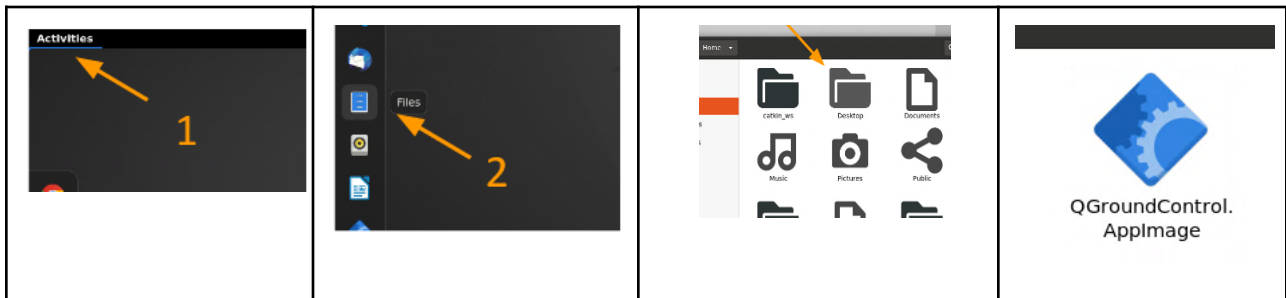 Activities
1
Files
2
Home
catkin_ws
Desktop
Documents
Music
Pictures
Public
QGroundControl.
AppImage